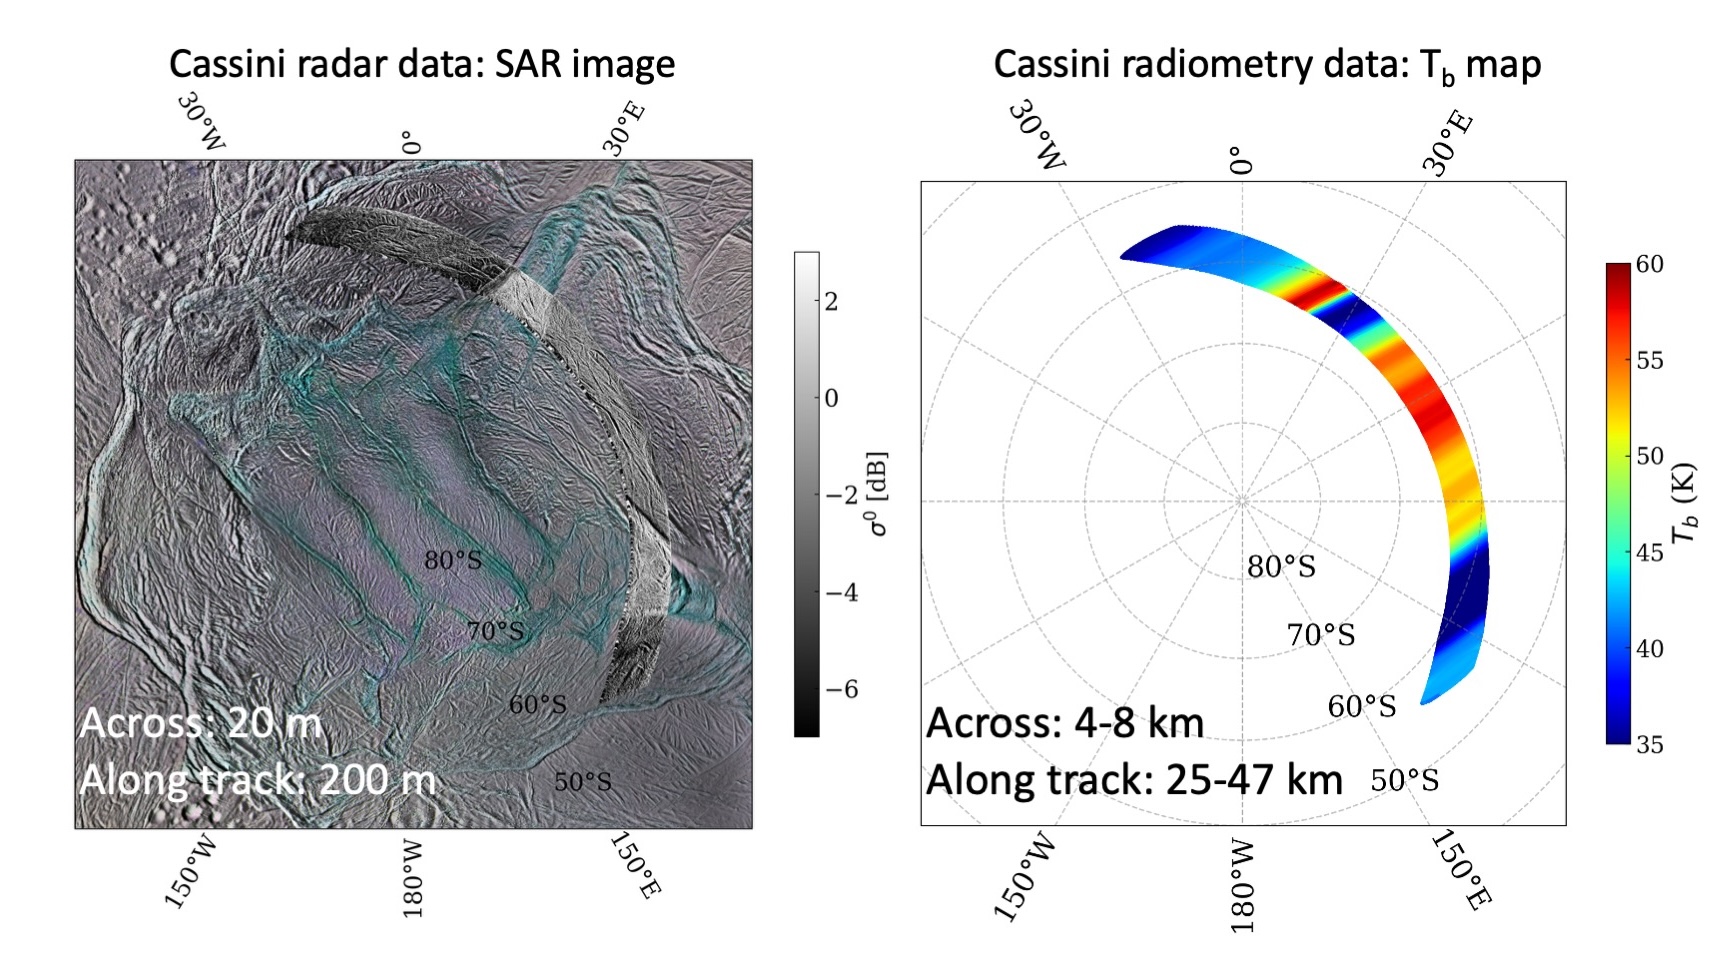 Cassini radar data: SAR image
30°W
0°
30°E
80°S
70°S
60°S
50°S
Across: 20 m
Along track: 200 m
150°W
180°W
150°E
2
0
−2
−4
−6
σ⁰ [dB]
Cassini radiometry data: T_b map
30°W
0°
30°E
80°S
70°S
60°S
50°S
Across: 4-8 km
Along track: 25-47 km
150°W
180°W
150°E
60
55
50
45
40
35
T_b (K)